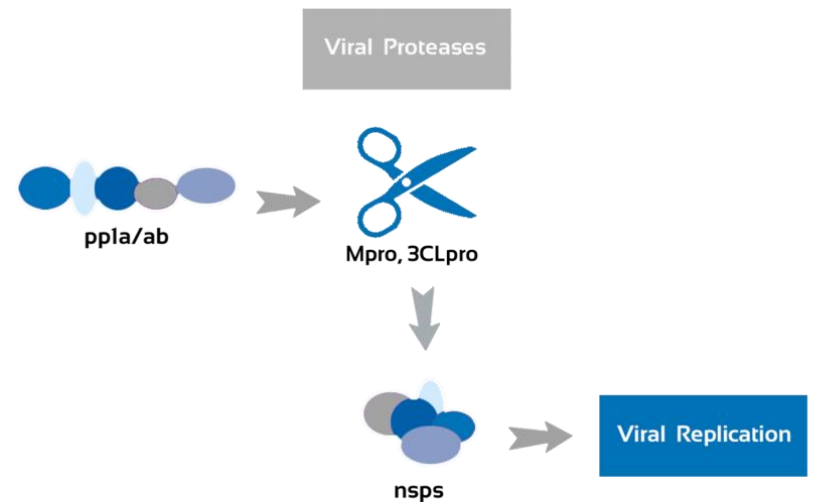 Viral Proteases
pp1a/ab
Mpro, 3CLpro
nsps
Viral Replication